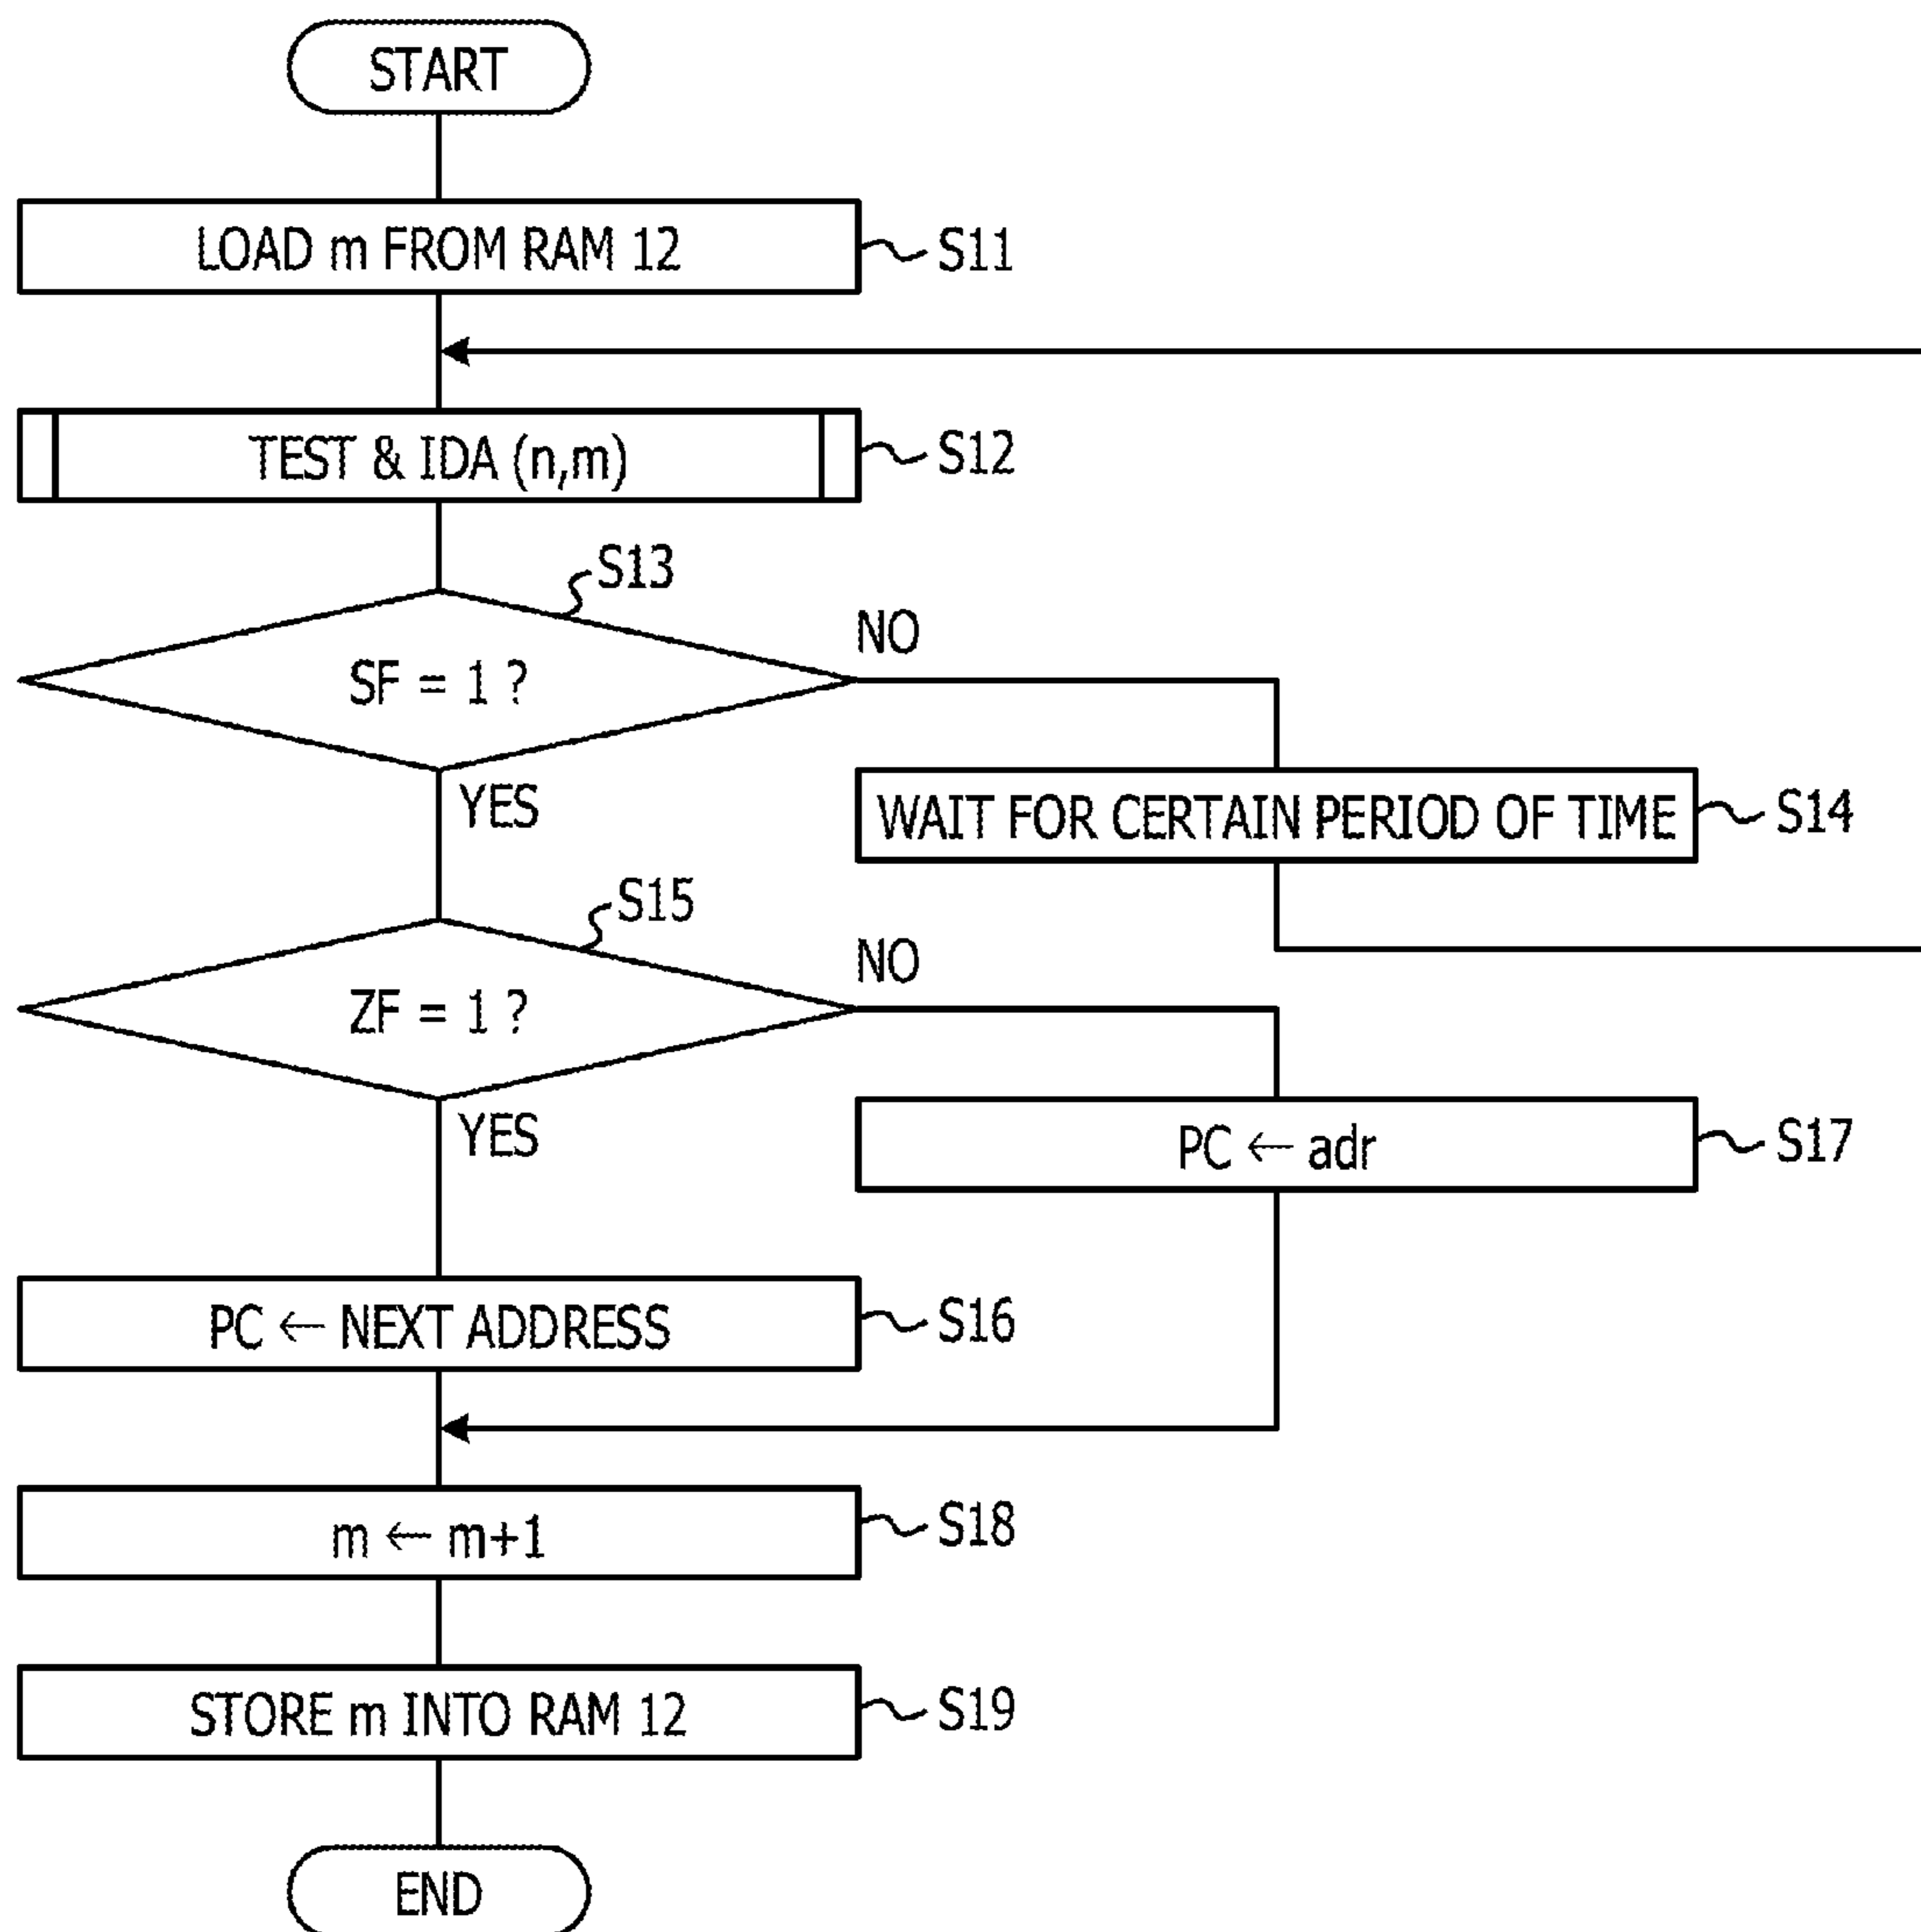 START
LOAD m FROM RAM 12
S11
TEST & IDA (n,m)
S12
S13
SF = 1 ?
NO
YES
WAIT FOR CERTAIN PERIOD OF TIME
S14
S15
ZF = 1 ?
NO
YES
PC ← adr
S17
PC ← NEXT ADDRESS
S16
m ← m+1
S18
STORE m INTO RAM 12
S19
END